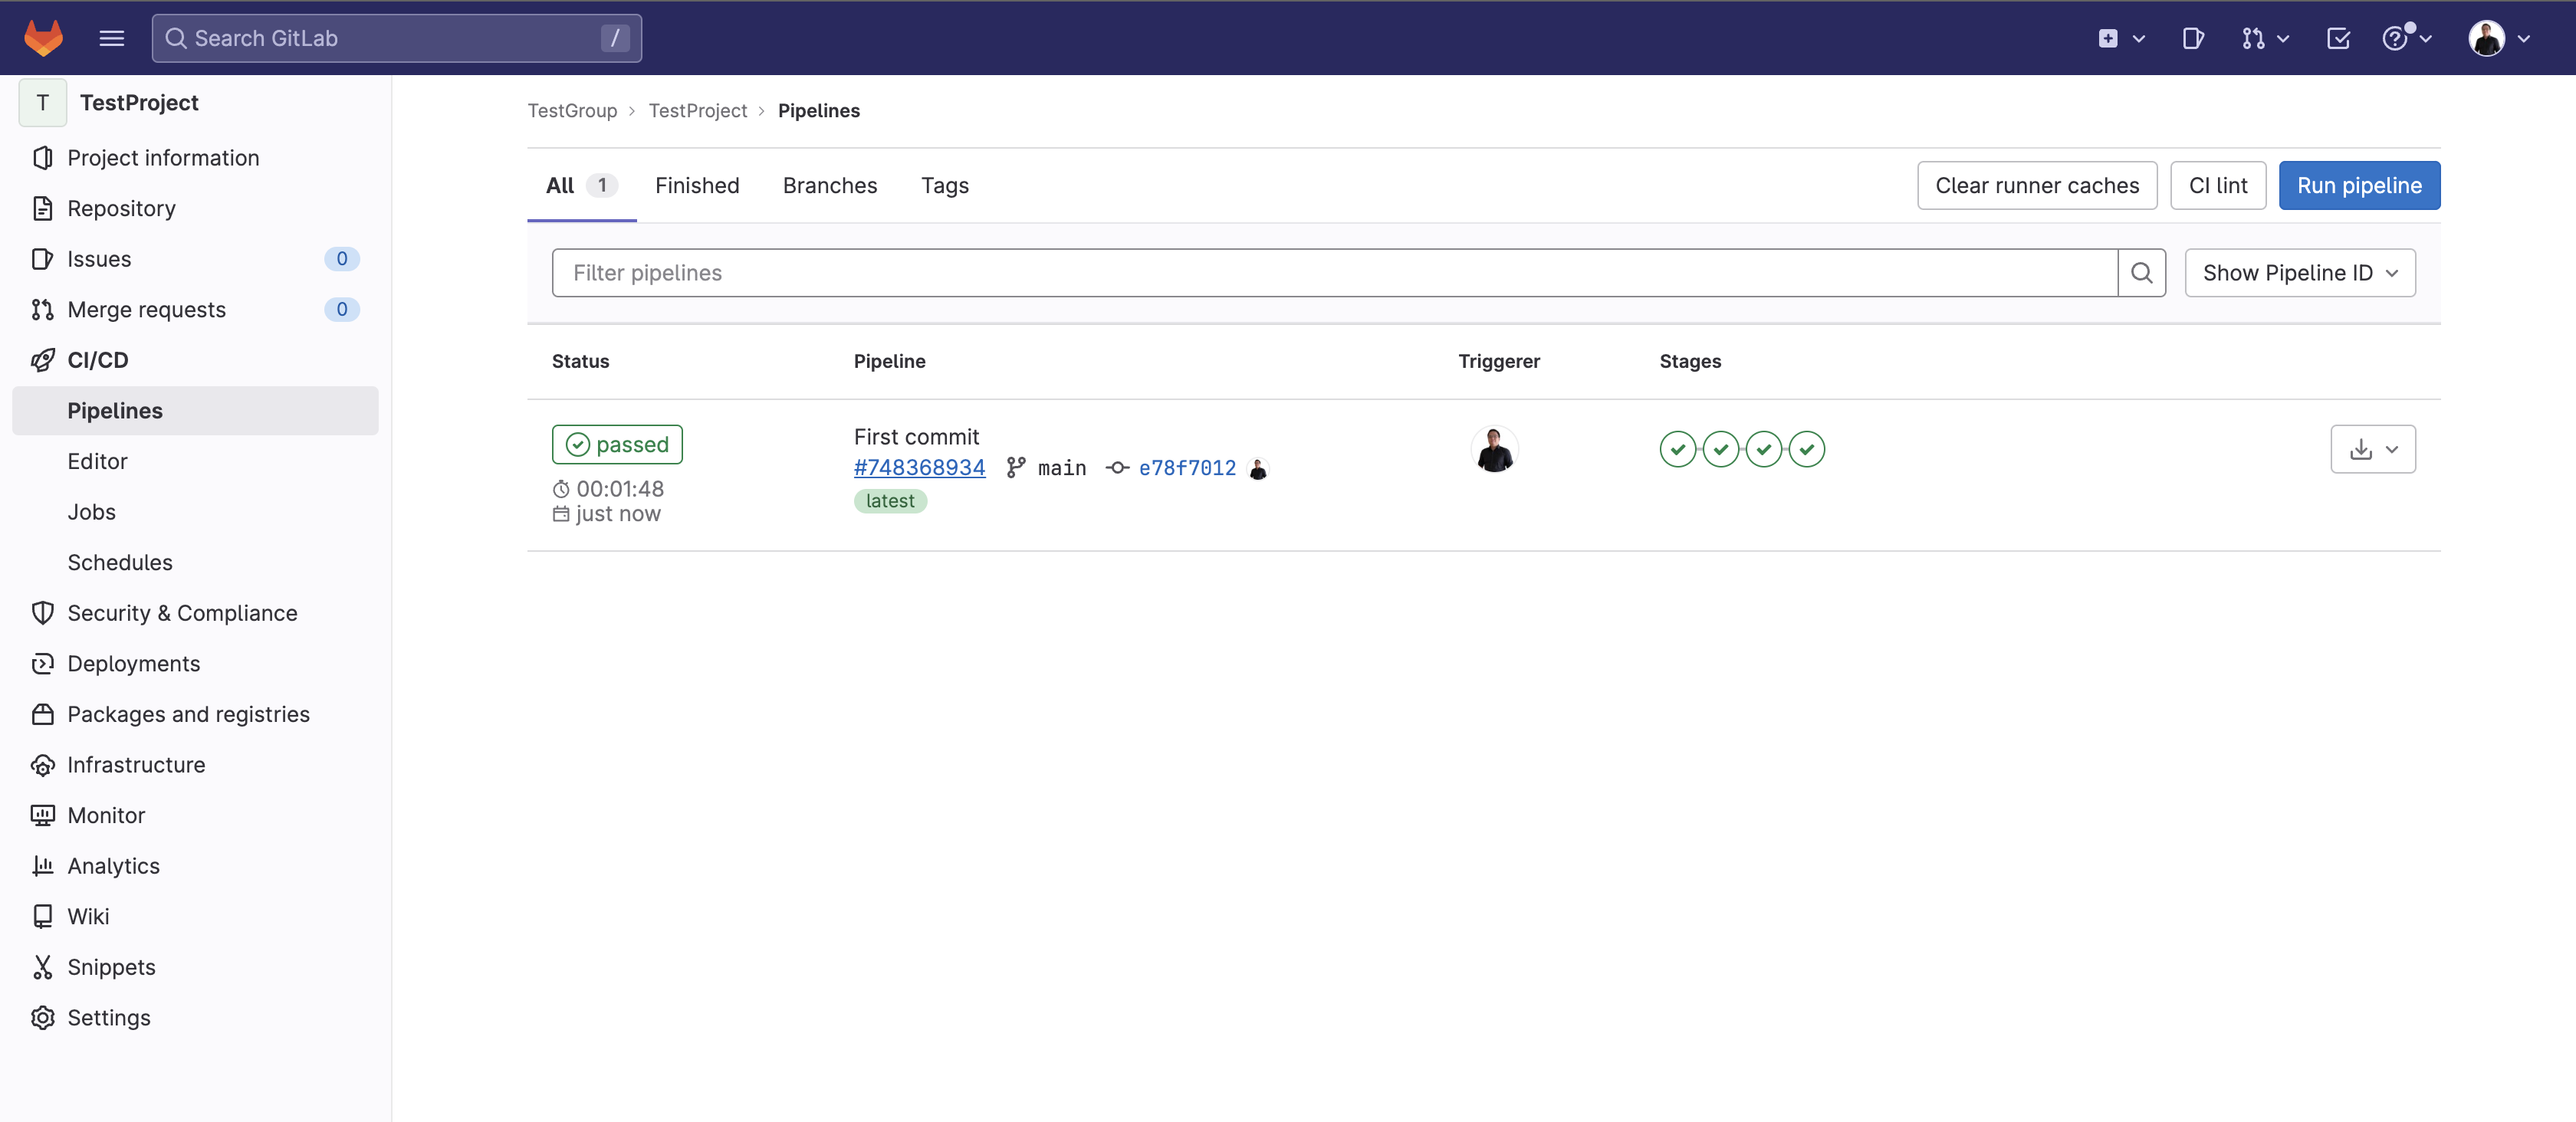 Search GitLab /
T TestProject
Project information
Repository
Issues 0
Merge requests 0
CI/CD
Pipelines
Editor
Jobs
Schedules
Security & Compliance
Deployments
Packages and registries
Infrastructure
Monitor
Analytics
Wiki
Snippets
Settings
TestGroup > TestProject > Pipelines
All 1 Finished Branches Tags Clear runner caches CI lint Run pipeline
Filter pipelines Show Pipeline ID
Status Pipeline Triggerer Stages
passed
00:01:48
just now
First commit
#748368934 main e78f7012
latest